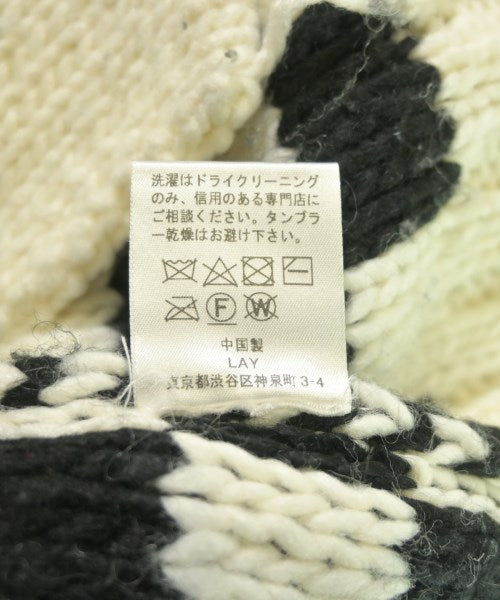 洗濯はドライクリーニング
のみ、信用のある専門店に
ご相談ください。タンブラ
ー乾燥はお避け下さい。
F W
中国製
LAY
東京都渋谷区神泉町3-4